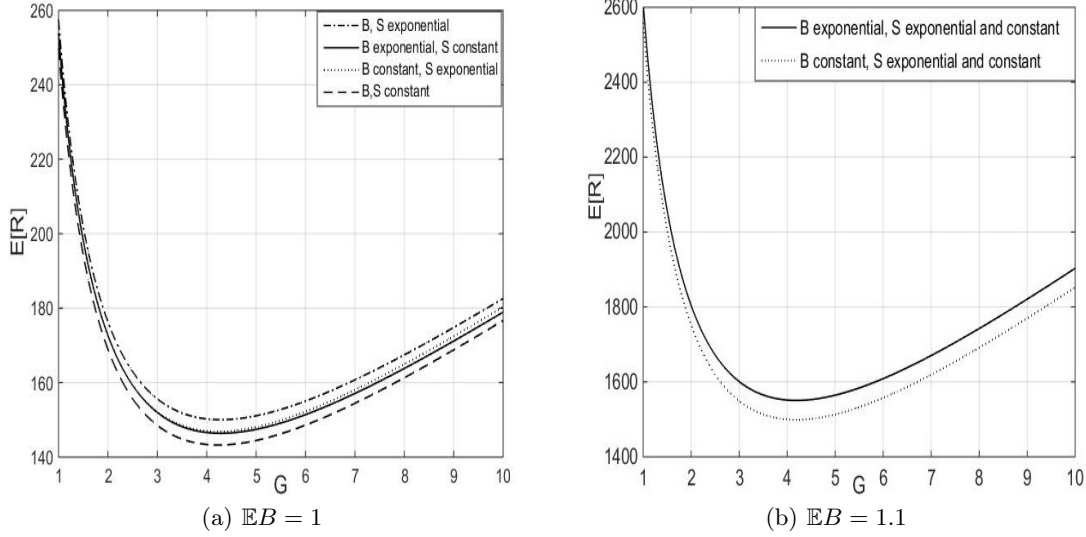 260
240
220
200
180
160
140
E[R]
B, S exponential
B exponential, S constant
B constant, S exponential
B,S constant
1 2 3 4 5 6 7 8 9 10
G
(a) 𝔼B = 1
2600
2400
2200
2000
1800
1600
1400
E[R]
B exponential, S exponential and constant
B constant, S exponential and constant
1 2 3 4 5 6 7 8 9 10
G
(b) 𝔼B = 1.1